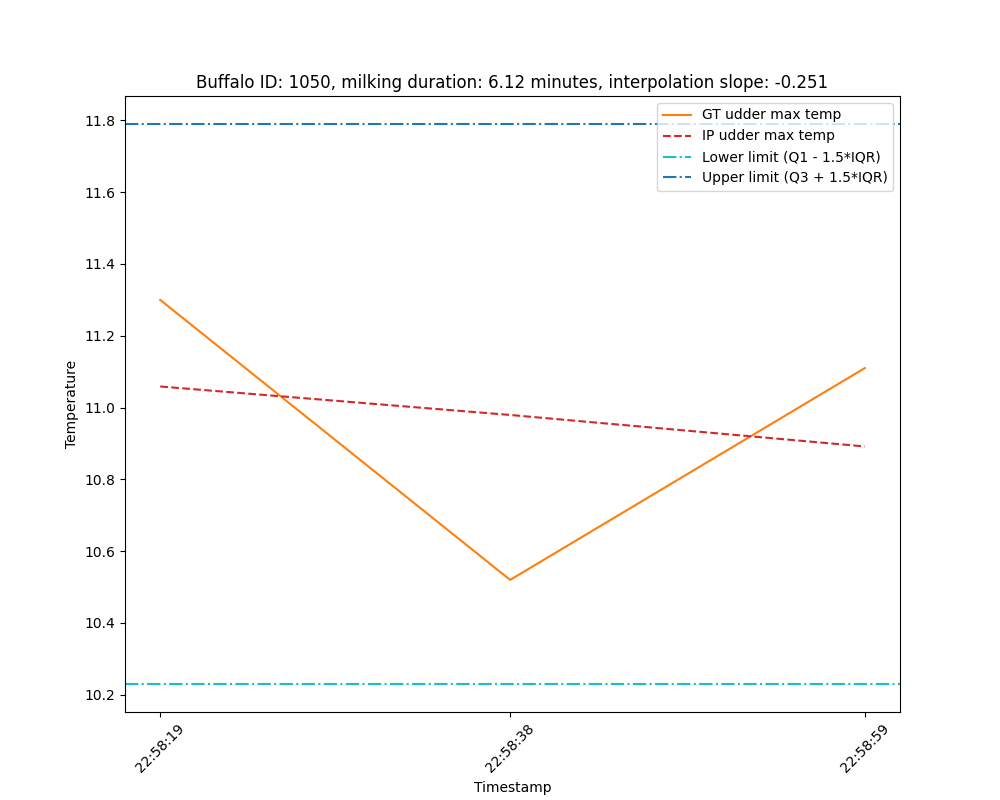 Buffalo ID: 1050, milking duration: 6.12 minutes, interpolation slope: -0.251
GT udder max temp
IP udder max temp
Lower limit (Q1 - 1.5*IQR)
Upper limit (Q3 + 1.5*IQR)
11.8
11.6
11.4
11.2
11.0
10.8
10.6
10.4
10.2
Temperature
22:58:19
22:58:38
22:58:59
Timestamp